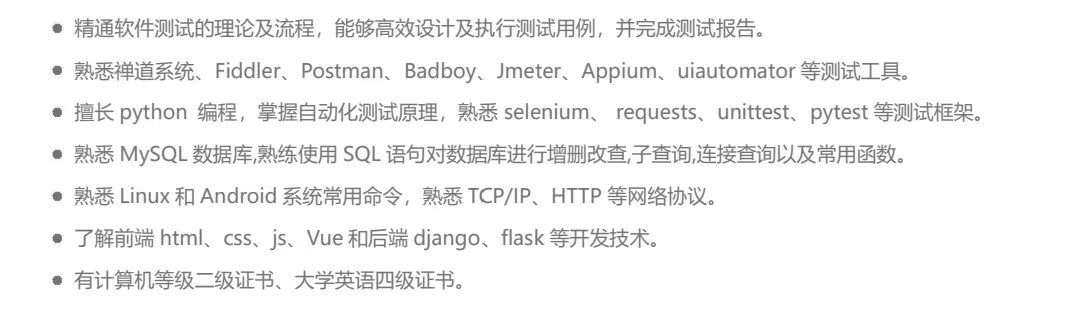 ● 精通软件测试的理论及流程，能够高效设计及执行测试用例，并完成测试报告。
● 熟悉禅道系统、Fiddler、Postman、Badboy、Jmeter、Appium、uiautomator 等测试工具。
● 擅长 python 编程，掌握自动化测试原理，熟悉 selenium、 requests、unittest、pytest 等测试框架。
● 熟悉 MySQL 数据库,熟练使用 SQL 语句对数据库进行增删改查,子查询,连接查询以及常用函数。
● 熟悉 Linux 和 Android 系统常用命令，熟悉 TCP/IP、HTTP 等网络协议。
● 了解前端 html、css、js、Vue 和后端 django、flask 等开发技术。
● 有计算机等级二级证书、大学英语四级证书。